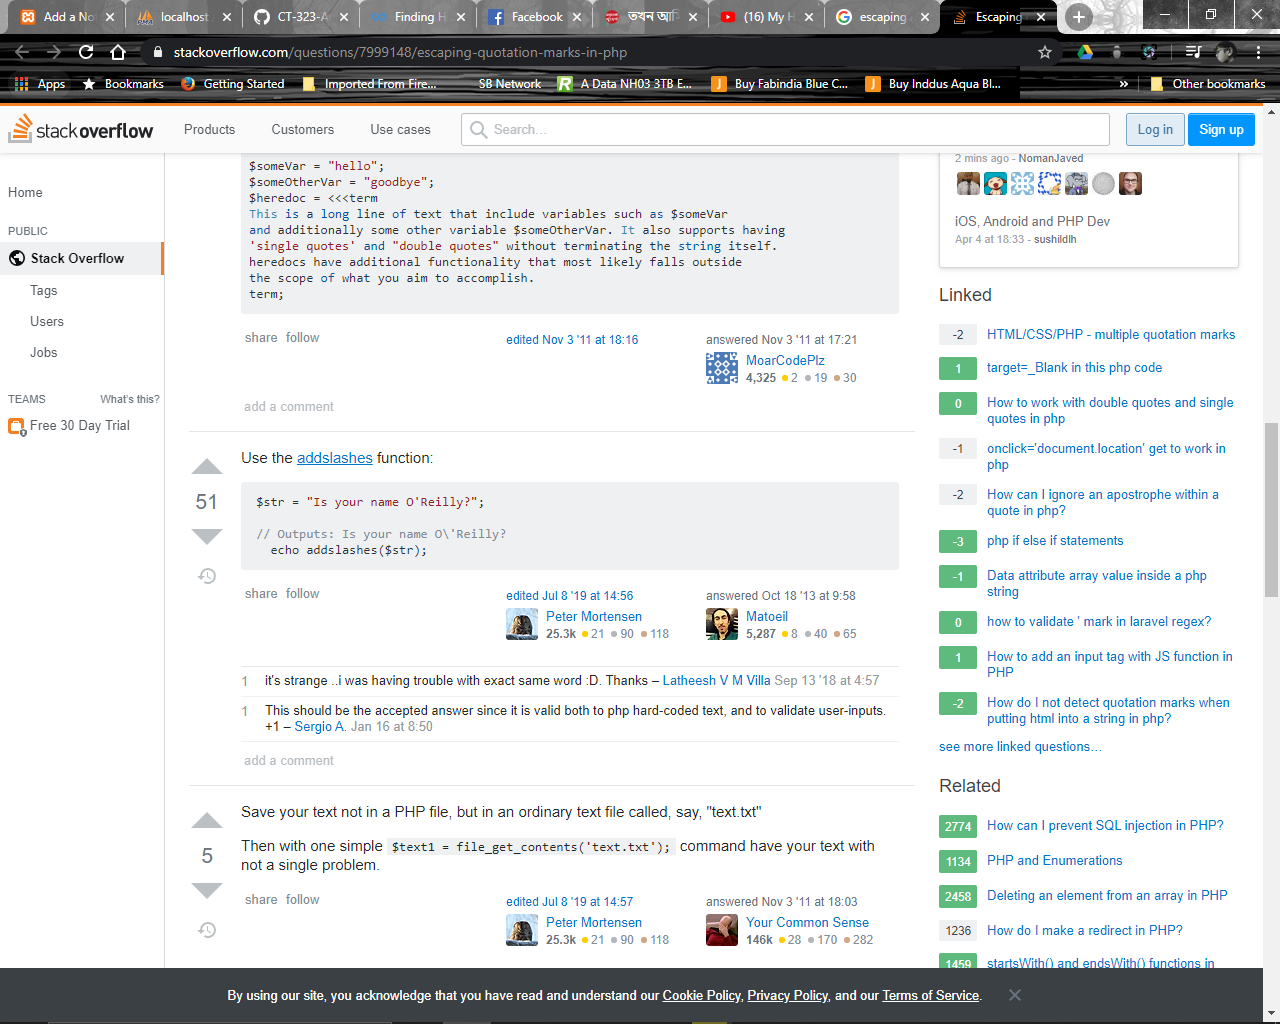 Add a No
localhost
CT-323-A
Finding H
Facebook
তখন আমি
(16) My H
escaping
Escaping
stackoverflow.com/questions/7999148/escaping-quotation-marks-in-php
Apps
Bookmarks
Getting Started
Imported From Fire...
SB Network
A Data NH03 3TB E...
Buy Fabindia Blue C...
Buy Inddus Aqua Bl...
»
Other bookmarks
stackoverflow
Products
Customers
Use cases
Search...
Log in
Sign up
Home
PUBLIC
Stack Overflow
Tags
Users
Jobs
TEAMS What's this?
Free 30 Day Trial
$someVar = "hello";
$someOtherVar = "goodbye";
$heredoc = <<<term
This is a long line of text that include variables such as $someVar
and additionally some other variable $someOtherVar. It also supports having
'single quotes' and "double quotes" without terminating the string itself.
heredocs have additional functionality that most likely falls outside
the scope of what you aim to accomplish.
term;
share follow
edited Nov 3 '11 at 18:16
answered Nov 3 '11 at 17:21
MoarCodePlz
4,325 2 19 30
add a comment
51
Use the addslashes function:
$str = "Is your name O'Reilly?";
// Outputs: Is your name O\'Reilly?
echo addslashes($str);
share follow
edited Jul 8 '19 at 14:56
Peter Mortensen
25.3k 21 90 118
answered Oct 18 '13 at 9:58
Matoeil
5,287 8 40 65
1 it's strange ..i was having trouble with exact same word :D. Thanks – Latheesh V M Villa Sep 13 '18 at 4:57
1 This should be the accepted answer since it is valid both to php hard-coded text, and to validate user-inputs.
+1 – Sergio A. Jan 16 at 8:50
add a comment
5
Save your text not in a PHP file, but in an ordinary text file called, say, "text.txt"
Then with one simple $text1 = file_get_contents('text.txt'); command have your text with
not a single problem.
share follow
edited Jul 8 '19 at 14:57
Peter Mortensen
25.3k 21 90 118
answered Nov 3 '11 at 18:03
Your Common Sense
146k 28 170 282
2 mins ago - NomanJaved
iOS, Android and PHP Dev
Apr 4 at 18:33 - sushildlh
Linked
-2 HTML/CSS/PHP - multiple quotation marks
1 target=_Blank in this php code
0 How to work with double quotes and single
quotes in php
-1 onclick='document.location' get to work in
php
-2 How can I ignore an apostrophe within a
quote in php?
-3 php if else if statements
-1 Data attribute array value inside a php
string
0 how to validate ' mark in laravel regex?
1 How to add an input tag with JS function in
PHP
-2 How do I not detect quotation marks when
putting html into a string in php?
see more linked questions...
Related
2774 How can I prevent SQL injection in PHP?
1134 PHP and Enumerations
2458 Deleting an element from an array in PHP
1236 How do I make a redirect in PHP?
1459 startsWith() and endsWith() functions in
By using our site, you acknowledge that you have read and understand our Cookie Policy, Privacy Policy, and our Terms of Service.